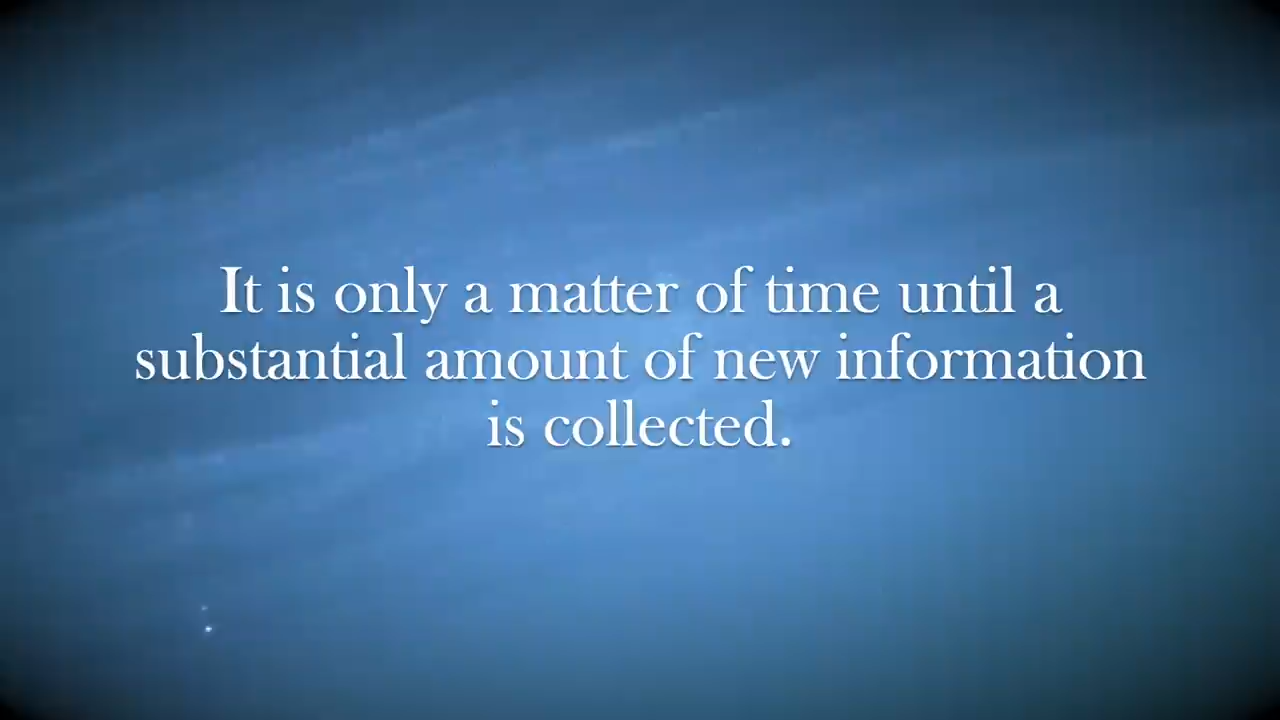 It is only a matter of time until a
substantial amount of new information
is collected.